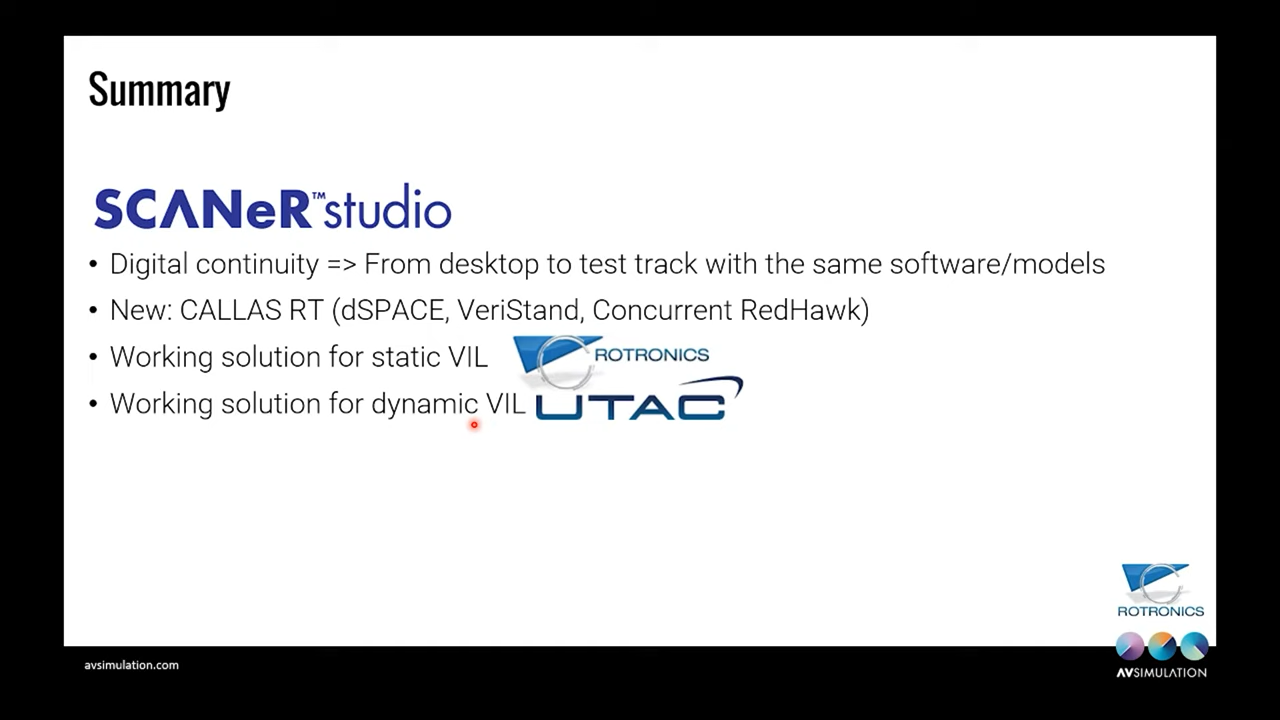 Summary
SCANeR™studio
• Digital continuity => From desktop to test track with the same software/models
• New: CALLAS RT (dSPACE, VeriStand, Concurrent RedHawk)
• Working solution for static VIL ROTRONICS
• Working solution for dynamic VIL UTAC
ROTRONICS
avsimulation.com
AVSIMULATION